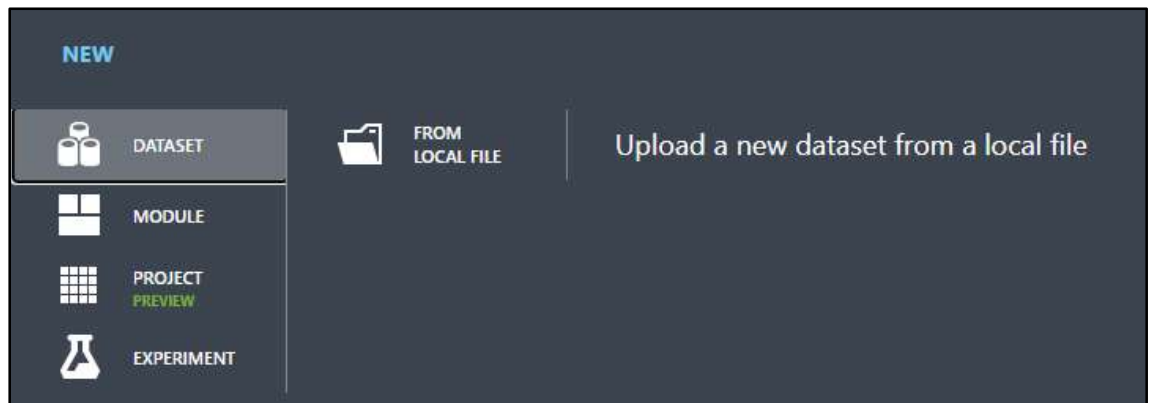 NEW
DATASET
FROM
LOCAL FILE
Upload a new dataset from a local file
MODULE
PROJECT
PREVIEW
EXPERIMENT